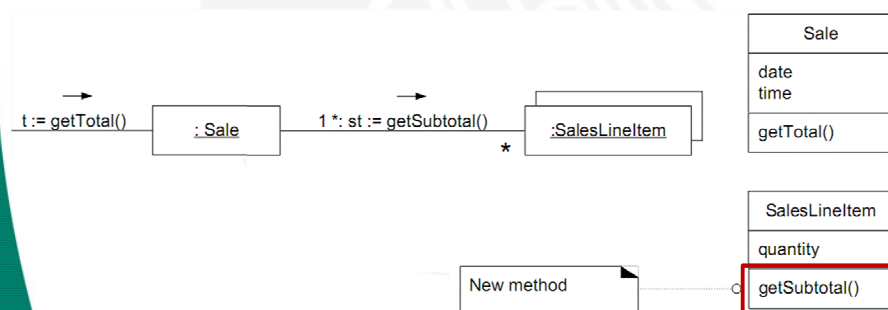 t := getTotal()
: Sale
1 *: st := getSubtotal()
*
:SalesLineItem
Sale
date
time
getTotal()
SalesLineItem
quantity
getSubtotal()
New method